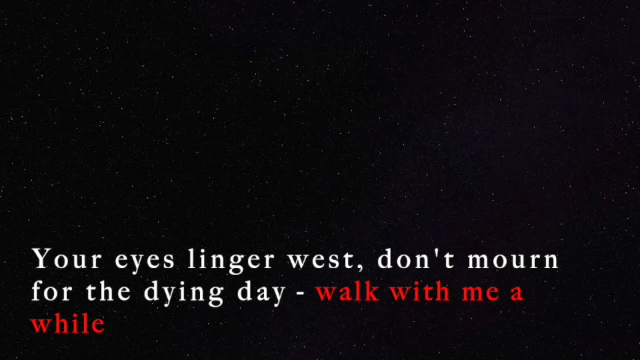 Your eyes linger west, don't mourn
for the dying day - walk with me a
while